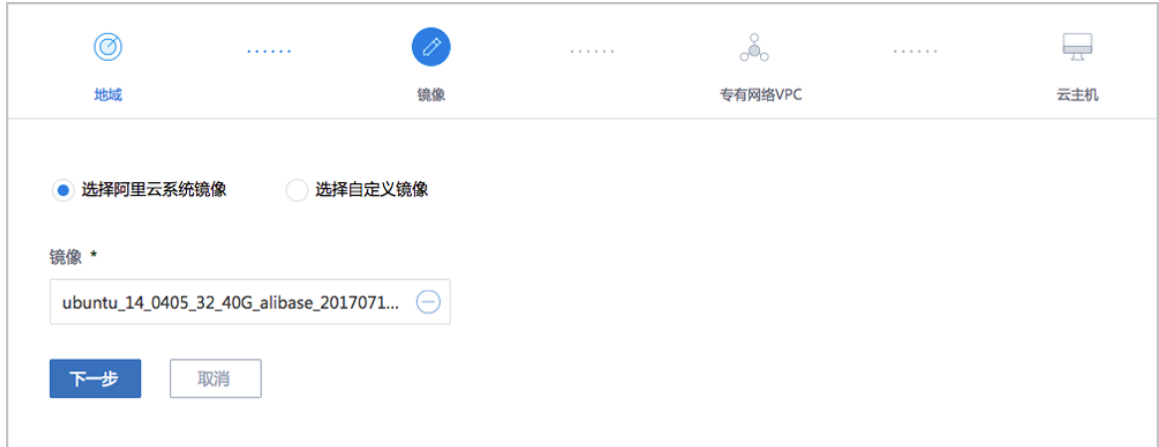 地域
镜像
专有网络VPC
云主机
选择阿里云系统镜像 选择自定义镜像
镜像 *
ubuntu_14_0405_32_40G_alibase_2017071...
下一步 取消